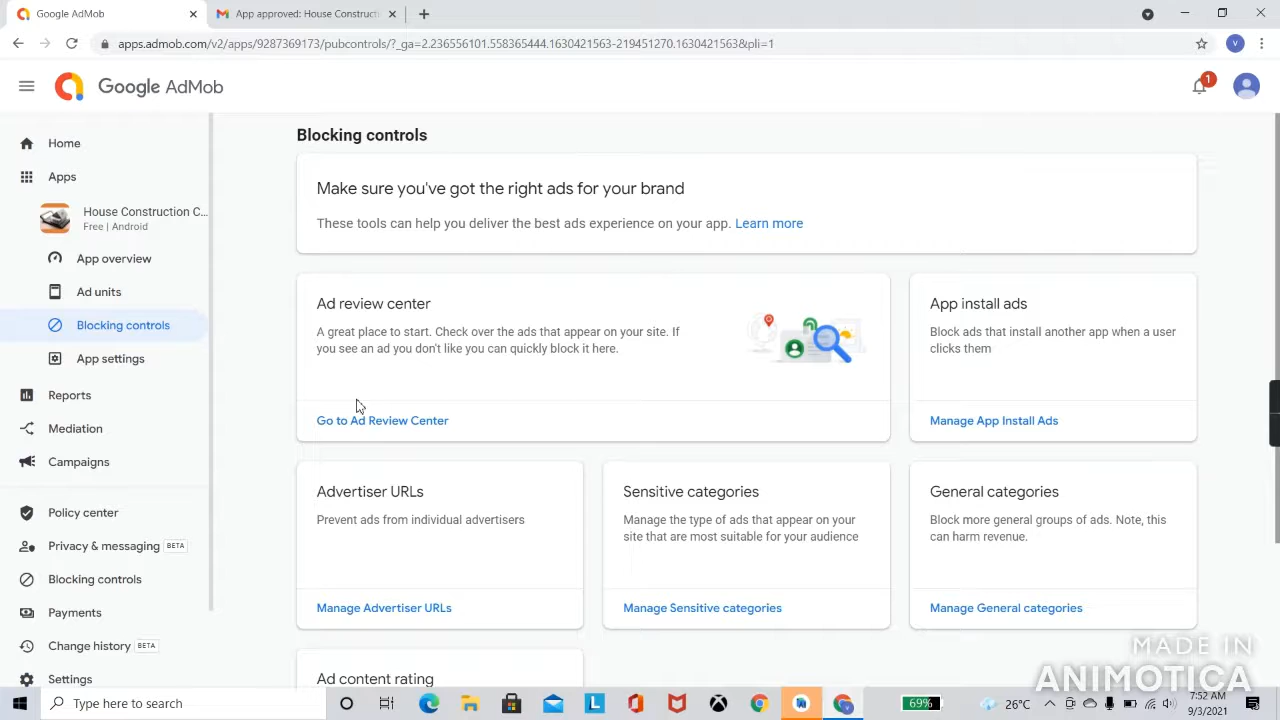 Google AdMob
App approved: House Construct
apps.admob.com/v2/apps/9287369173/pubcontrols/?_ga=2.236556101.558365444.1630421563-219451270.1630421563&pli=1
V
Google AdMob
1
Home
Apps
House Construction C...
Free | Android
App overview
Ad units
Blocking controls
App settings
Reports
Mediation
Campaigns
Policy center
Privacy & messaging BETA
Blocking controls
Payments
Change history BETA
Settings
Blocking controls
Make sure you've got the right ads for your brand
These tools can help you deliver the best ads experience on your app. Learn more
Ad review center
A great place to start. Check over the ads that appear on your site. If
you see an ad you don't like you can quickly block it here.
Go to Ad Review Center
App install ads
Block ads that install another app when a user
clicks them
Manage App Install Ads
Advertiser URLs
Prevent ads from individual advertisers
Manage Advertiser URLs
Sensitive categories
Manage the type of ads that appear on your
site that are most suitable for your audience
Manage Sensitive categories
General categories
Block more general groups of ads. Note, this
can harm revenue.
Manage General categories
Ad content rating
MADE IN
ANIMOTICA
Type here to search
69%
26°C
7:52 AM
9/3/2021